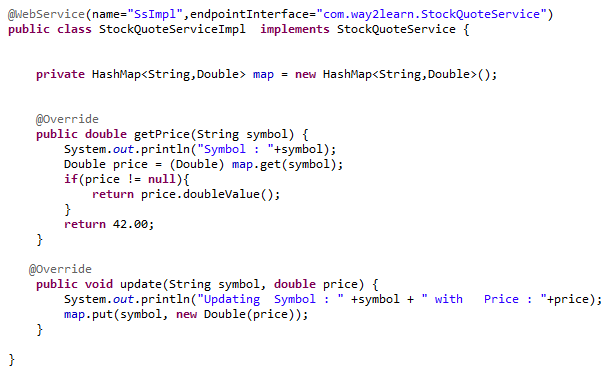 @WebService(name="SsImpl",endpointInterface="com.way2learn.StockQuoteService")
public class StockQuoteServiceImpl  implements StockQuoteService {
    private HashMap<String,Double> map = new HashMap<String,Double>();
    @Override
    public double getPrice(String symbol) {
        System.out.println("Symbol : "+symbol);
        Double price = (Double) map.get(symbol);
        if(price != null){
            return price.doubleValue();
        }
        return 42.00;
    }
   @Override
    public void update(String symbol, double price) {
        System.out.println("Updating  Symbol : " +symbol + " with   Price : "+price);
        map.put(symbol, new Double(price));
    }
}